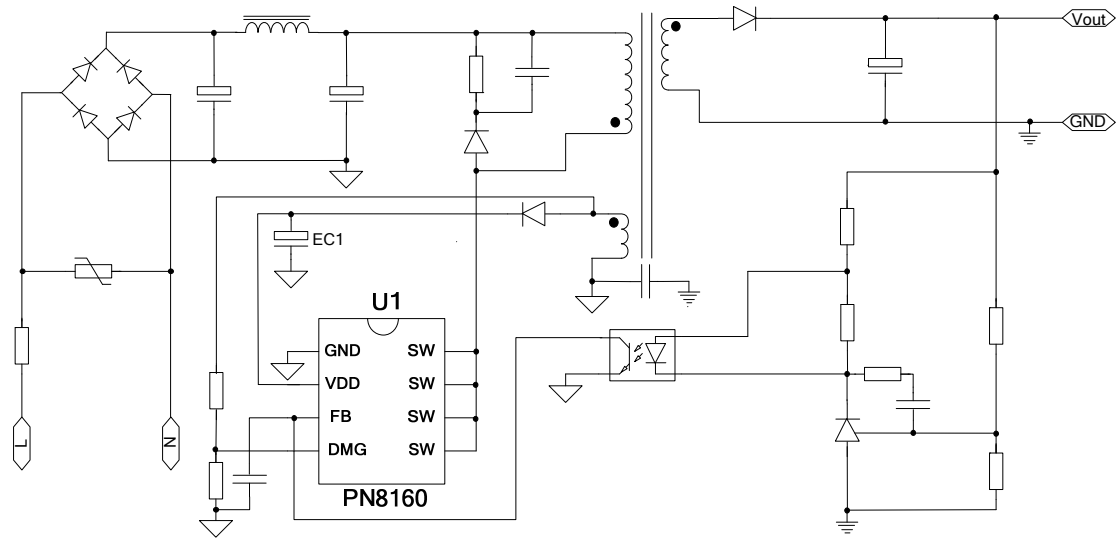 Vout
GND
EC1
U1
GND SW
VDD SW
FB SW
DMG SW
PN8160
L
N